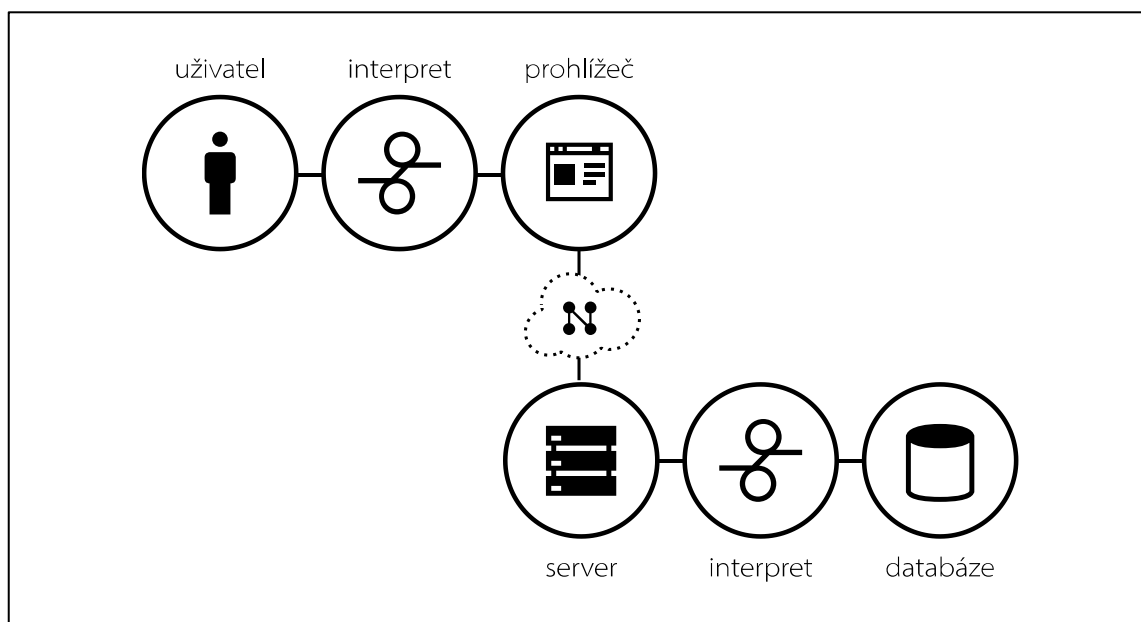 uživatel interpret prohlížeč
server interpret databáze